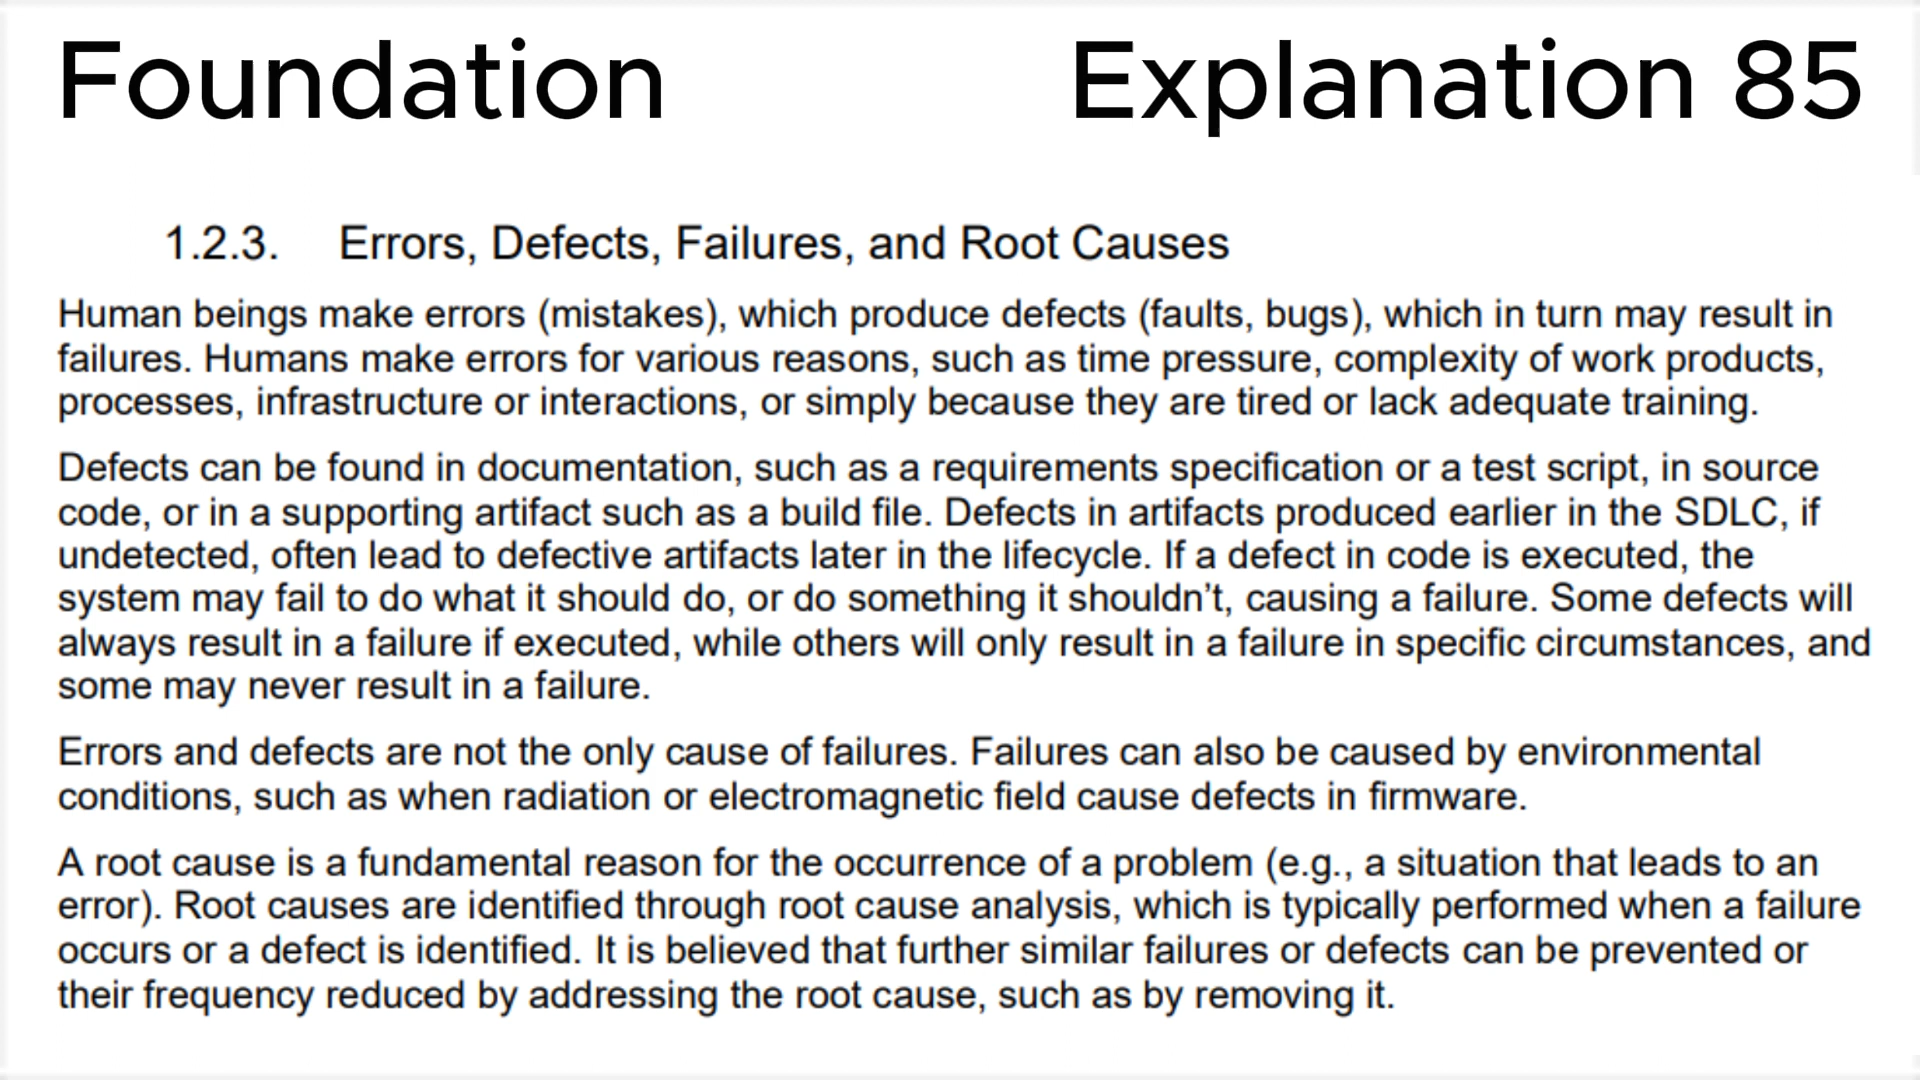 Foundation
Explanation 85
1.2.3. Errors, Defects, Failures, and Root Causes
Human beings make errors (mistakes), which produce defects (faults, bugs), which in turn may result in
failures. Humans make errors for various reasons, such as time pressure, complexity of work products,
processes, infrastructure or interactions, or simply because they are tired or lack adequate training.
Defects can be found in documentation, such as a requirements specification or a test script, in source
code, or in a supporting artifact such as a build file. Defects in artifacts produced earlier in the SDLC, if
undetected, often lead to defective artifacts later in the lifecycle. If a defect in code is executed, the
system may fail to do what it should do, or do something it shouldn’t, causing a failure. Some defects will
always result in a failure if executed, while others will only result in a failure in specific circumstances, and
some may never result in a failure.
Errors and defects are not the only cause of failures. Failures can also be caused by environmental
conditions, such as when radiation or electromagnetic field cause defects in firmware.
A root cause is a fundamental reason for the occurrence of a problem (e.g., a situation that leads to an
error). Root causes are identified through root cause analysis, which is typically performed when a failure
occurs or a defect is identified. It is believed that further similar failures or defects can be prevented or
their frequency reduced by addressing the root cause, such as by removing it.